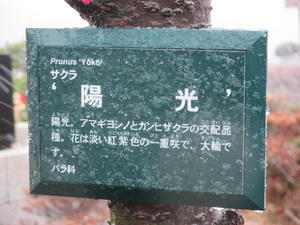 Prunus 'Yōkō'
サクラ
‘陽光’
陽光。アマギヨシノとカンヒザクラの交配品
種。花は淡い紅紫色の一重咲で、大輪で
す。
バラ科